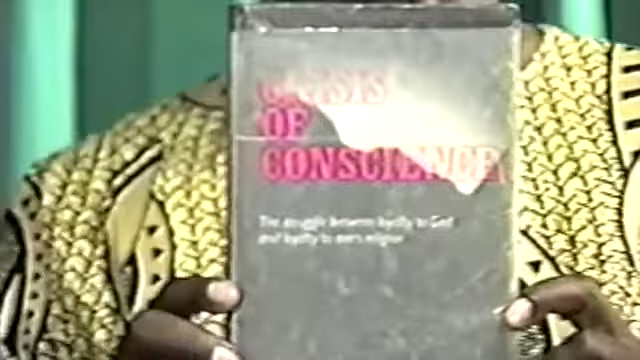 CRISIS
OF
CONSCIENCE
The struggle between loyalty to God
and loyalty to one's religion